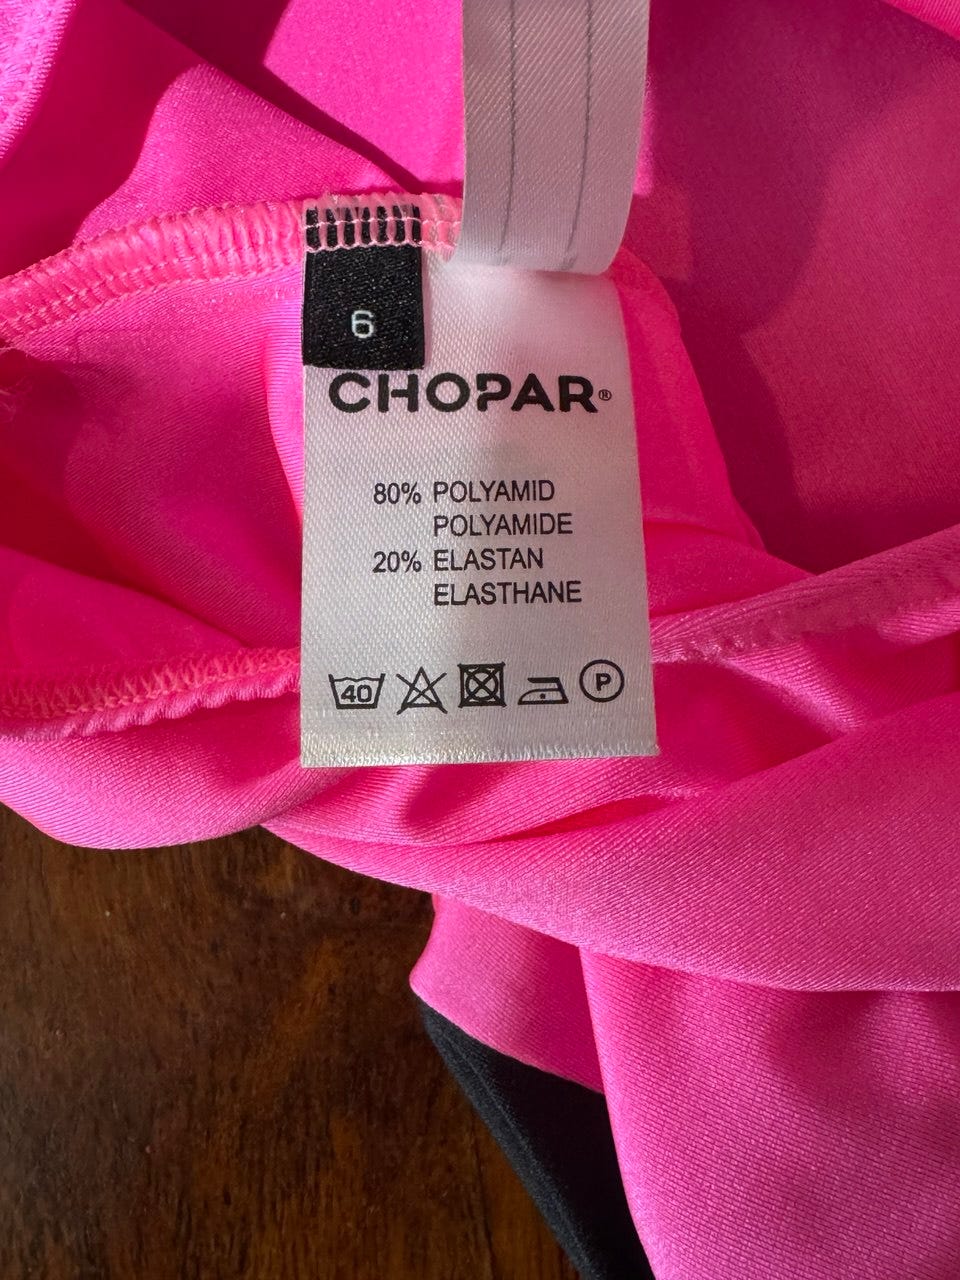 6
CHOPAR®
80% POLYAMID
POLYAMIDE
20% ELASTAN
ELASTHANE
40
P